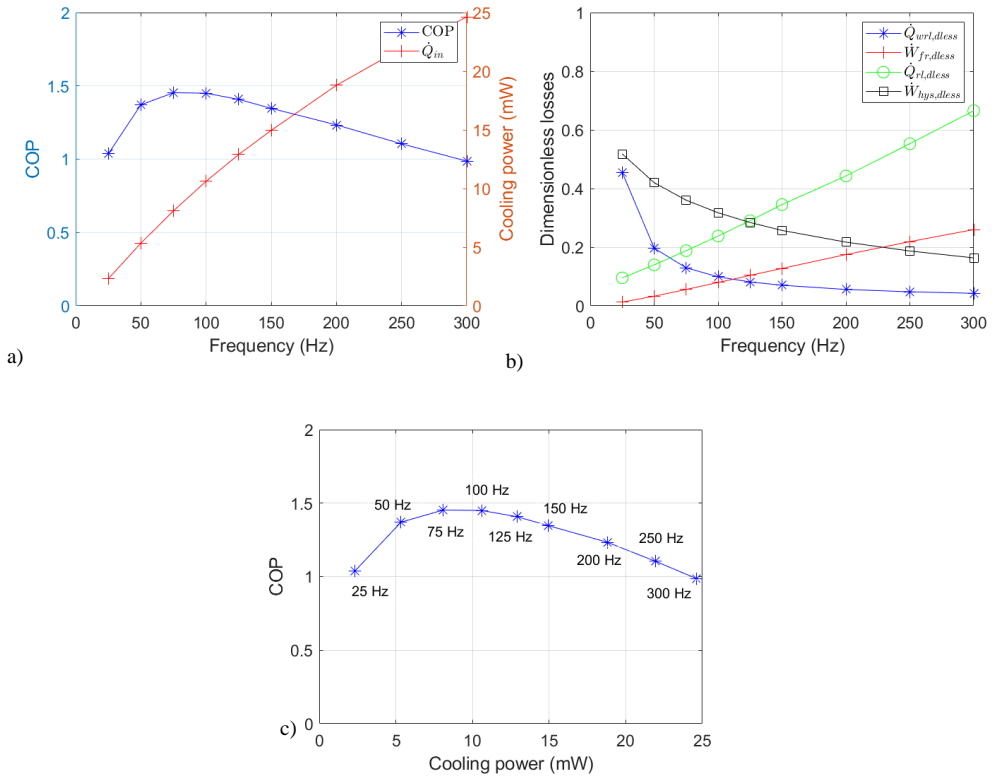 2
1.5
1
0.5
0
COP
0 50 100 150 200 250 300
Frequency (Hz)
25
20
15
10
5
0
Cooling power (mW)
COP
Q̇in
a)
1
0.8
0.6
0.4
0.2
0
Dimensionless losses
0 50 100 150 200 250 300
Frequency (Hz)
Q̇wrl,dless
Ẇfr,dless
Q̇rl,dless
Ẇhys,dless
b)
2
1.5
1
0.5
0
COP
25 Hz
50 Hz
75 Hz
100 Hz
125 Hz
150 Hz
200 Hz
250 Hz
300 Hz
0 5 10 15 20 25
Cooling power (mW)
c)